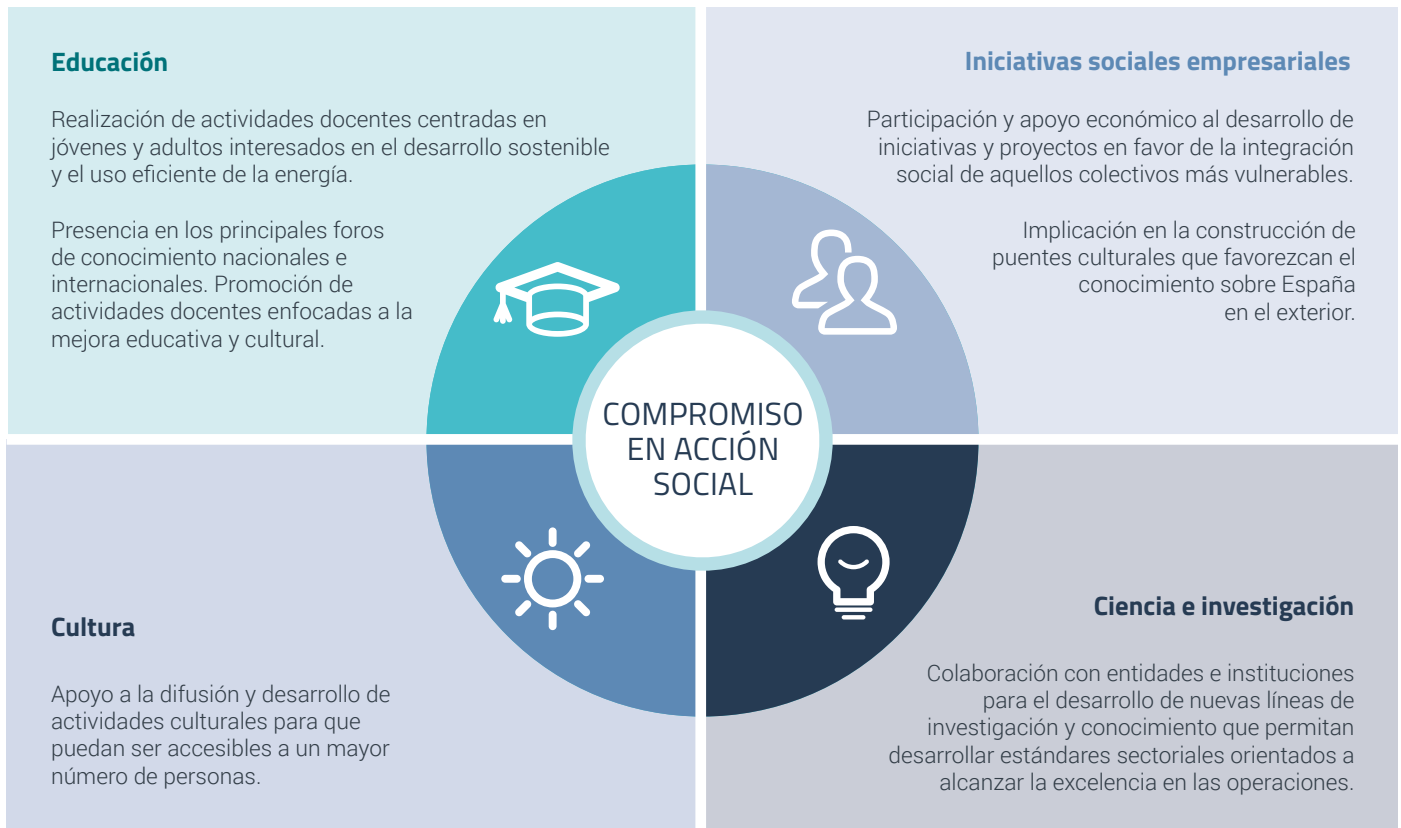 Educación
Realización de actividades docentes centradas en
jóvenes y adultos interesados en el desarrollo sostenible
y el uso eficiente de la energía.
Presencia en los principales foros
de conocimiento nacionales e
internacionales. Promoción de
actividades docentes enfocadas a la
mejora educativa y cultural.
Iniciativas sociales empresariales
Participación y apoyo económico al desarrollo de
iniciativas y proyectos en favor de la integración
social de aquellos colectivos más vulnerables.
Implicación en la construcción de
puentes culturales que favorezcan el
conocimiento sobre España
en el exterior.
COMPROMISO
EN ACCIÓN
SOCIAL
Cultura
Apoyo a la difusión y desarrollo de
actividades culturales para que
puedan ser accesibles a un mayor
número de personas.
Ciencia e investigación
Colaboración con entidades e instituciones
para el desarrollo de nuevas líneas de
investigación y conocimiento que permitan
desarrollar estándares sectoriales orientados a
alcanzar la excelencia en las operaciones.